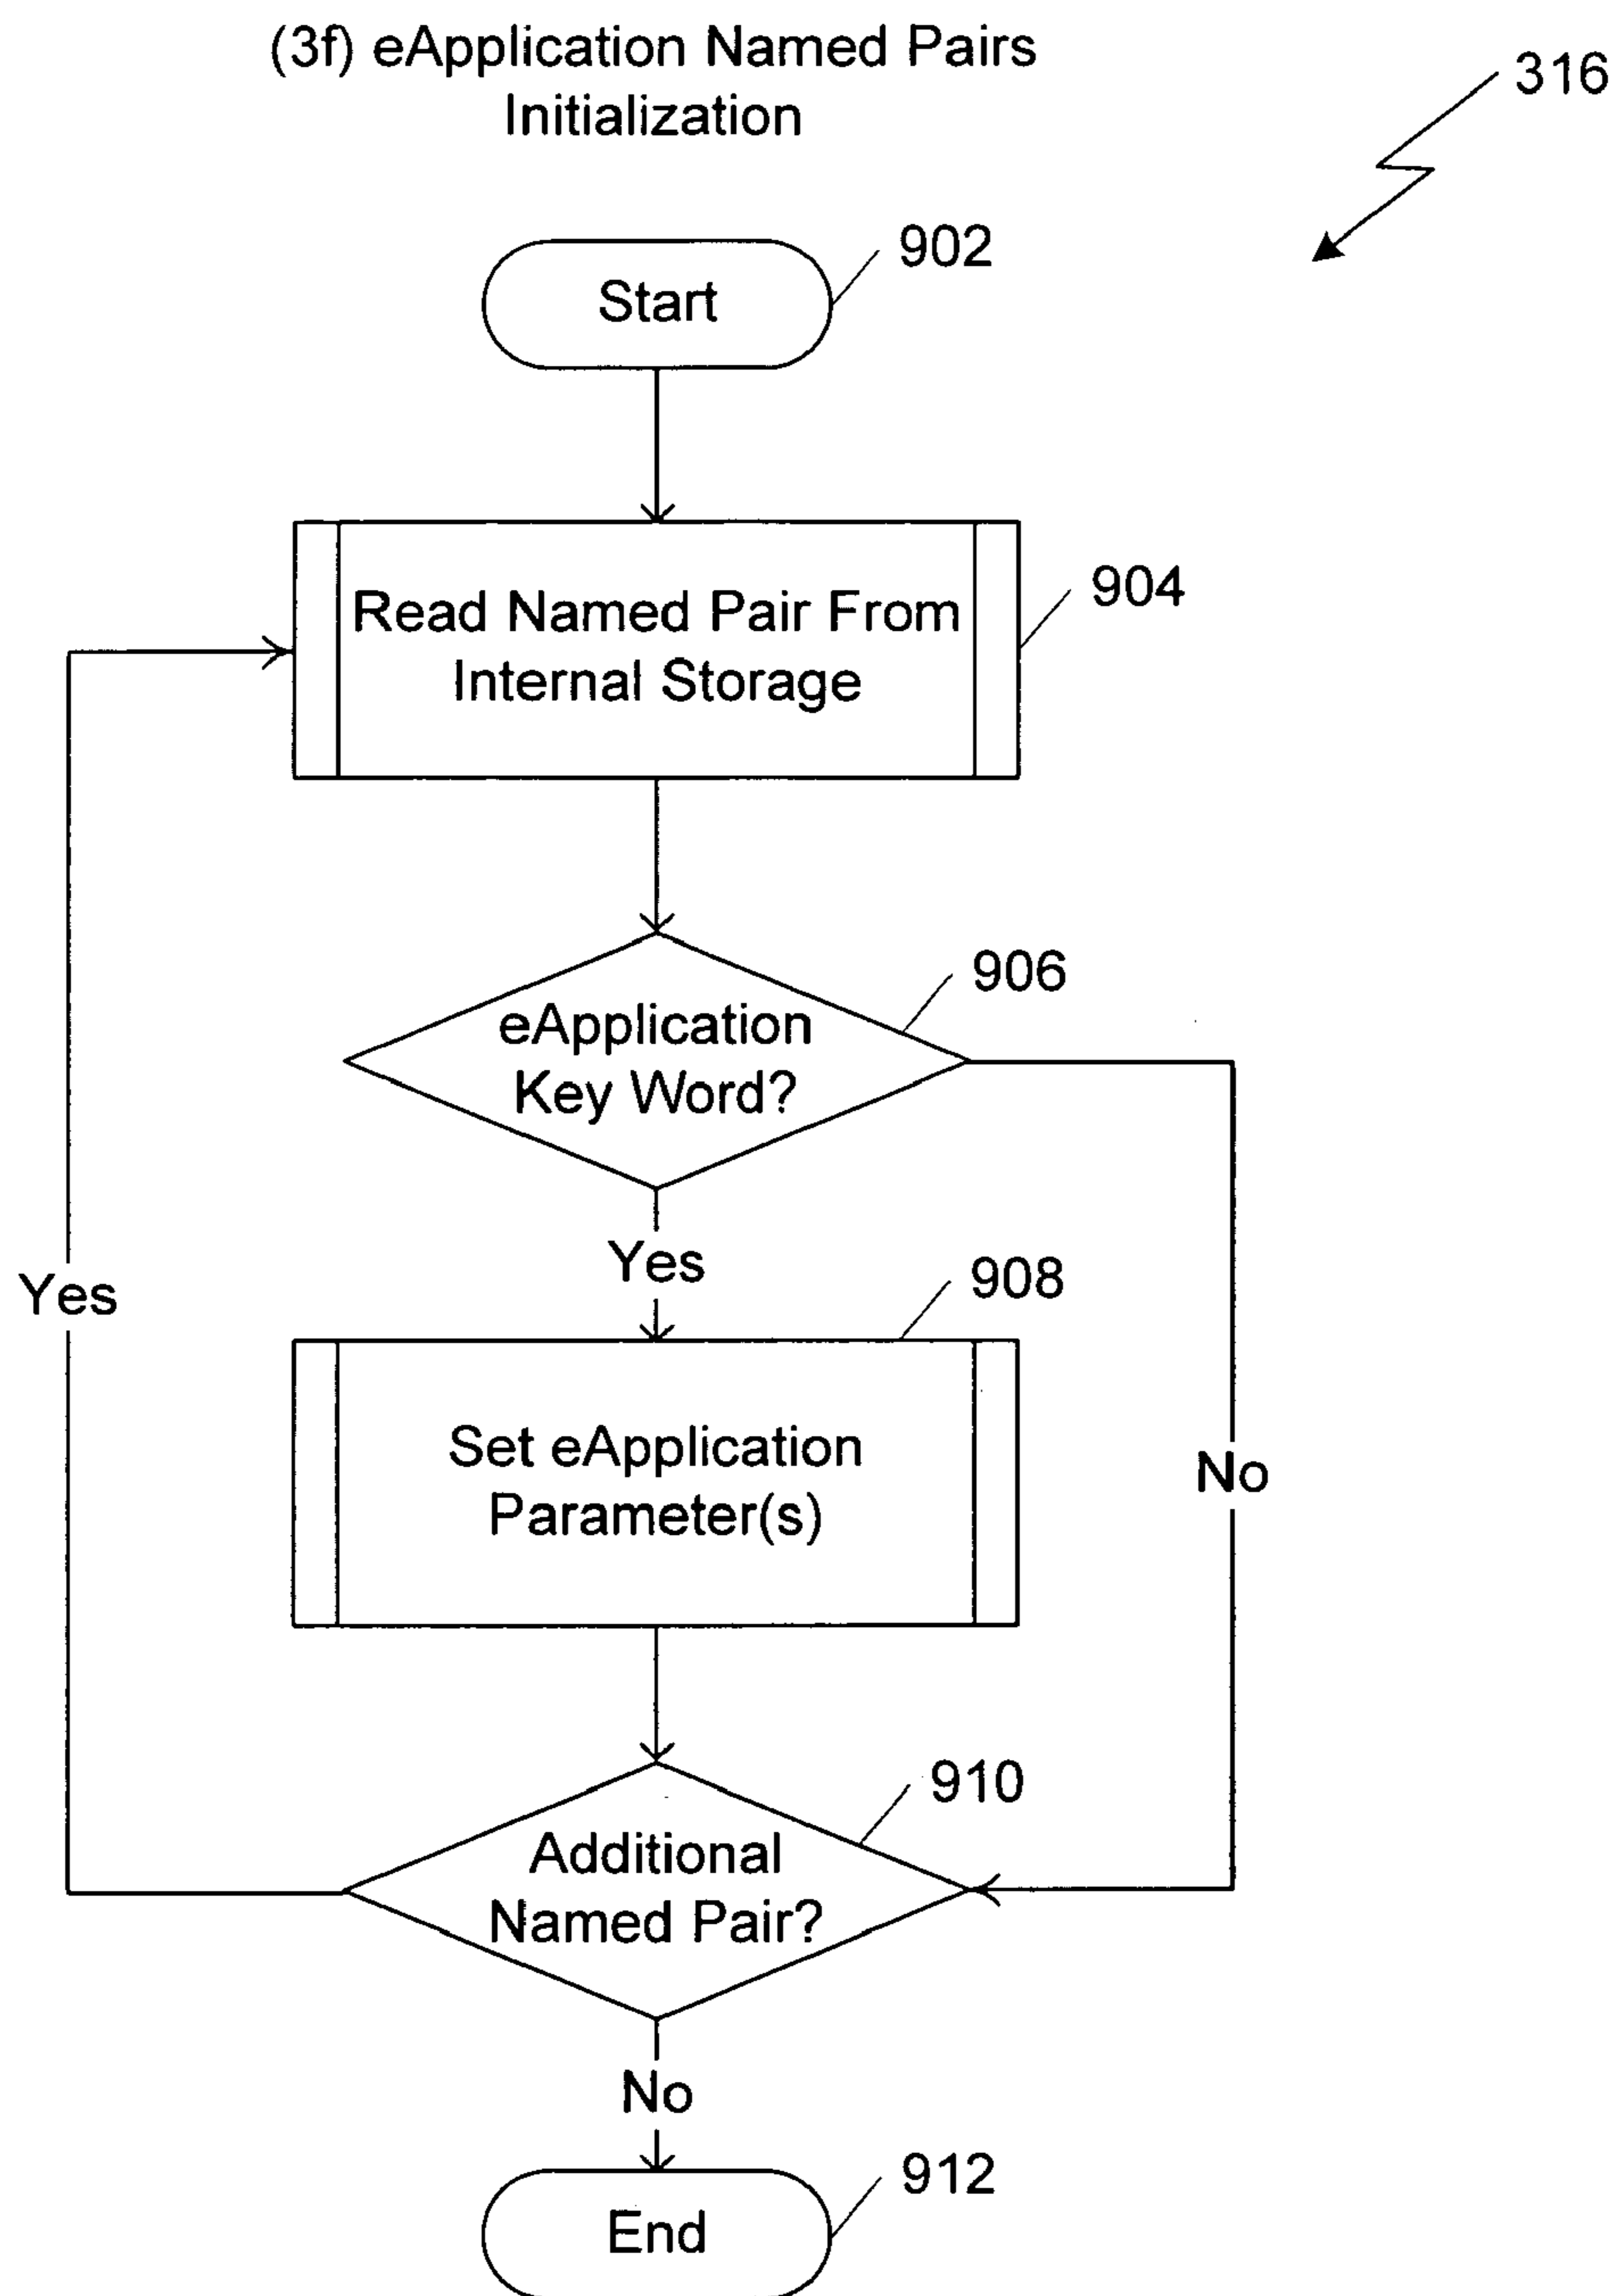 (3f) eApplication Named Pairs
Initialization
316
902
Start
904
Read Named Pair From
Internal Storage
906
eApplication
Key Word?
Yes
908
Yes
Set eApplication
Parameter(s)
No
910
Additional
Named Pair?
No
912
End